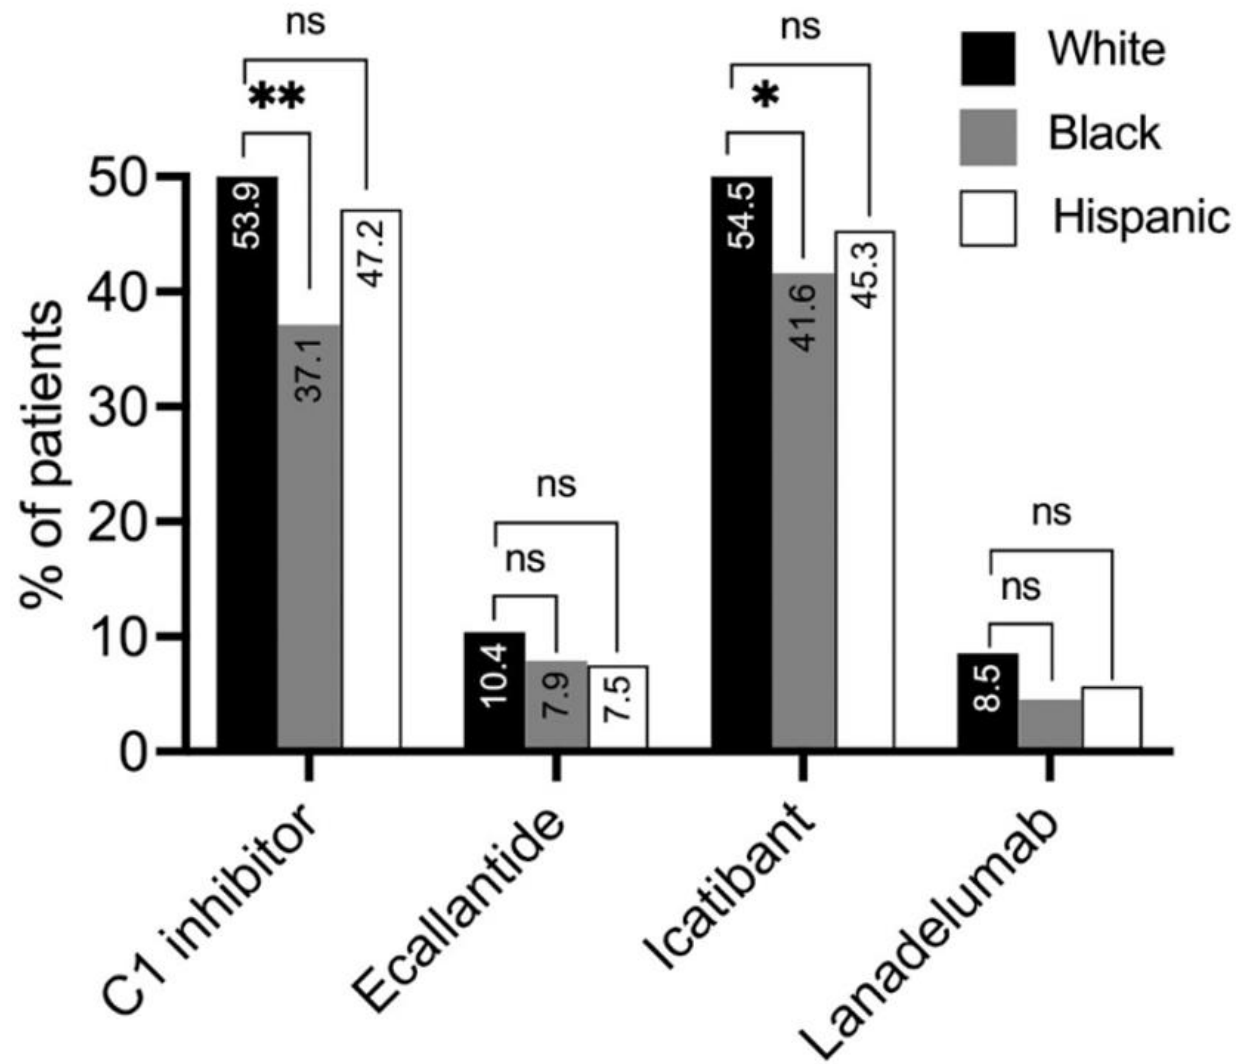 ns
ns
**
*
White
Black
Hispanic
% of patients
50
40
30
20
10
0
53.9
37.1
47.2
ns
ns
10.4
7.9
7.5
54.5
41.6
45.3
ns
ns
8.5
C1 inhibitor
Ecallantide
Icatibant
Lanadelumab